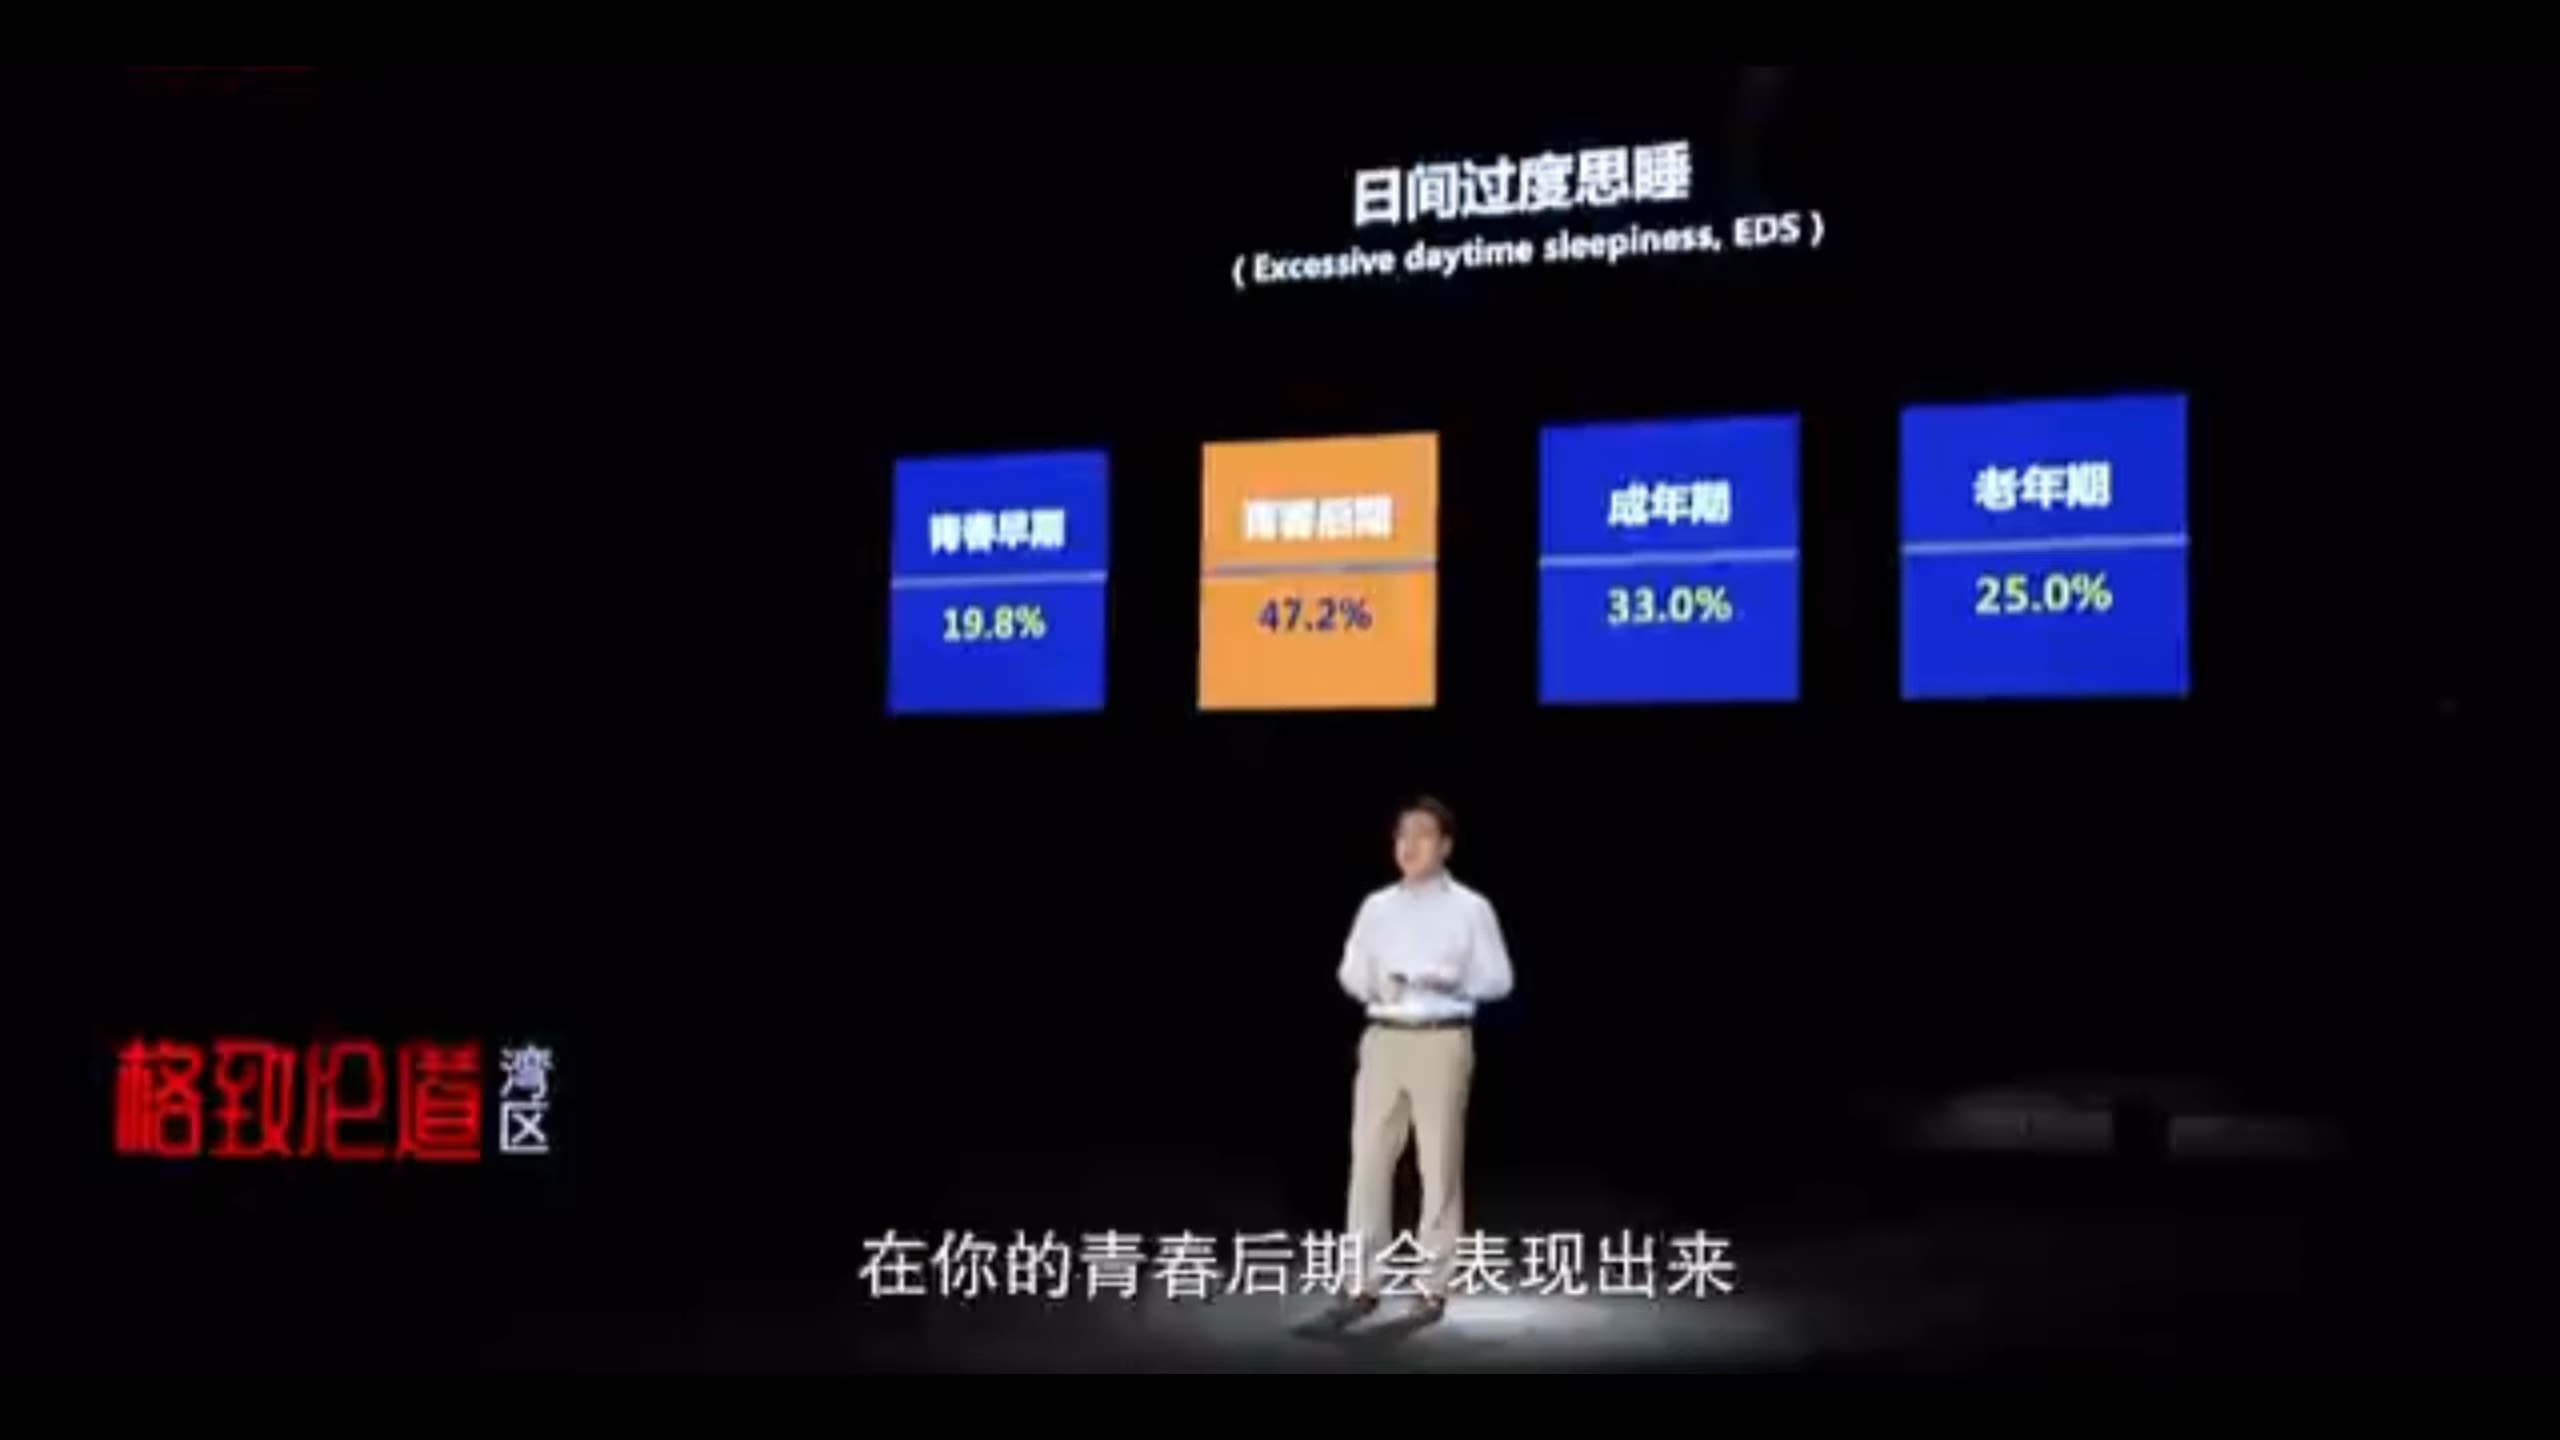 日间过度思睡
( Excessive daytime sleepiness, EDS )
青春早期
19.8%
青春后期
47.2%
成年期
33.0%
老年期
25.0%
格致论道
湾区
在你的青春后期会表现出来